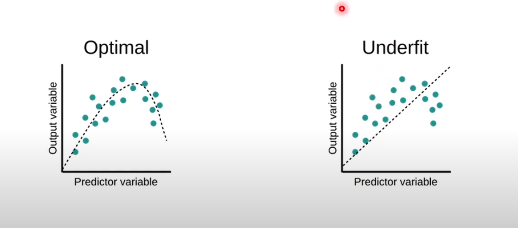 Optimal
Output variable
Predictor variable
Underfit
Output variable
Predictor variable